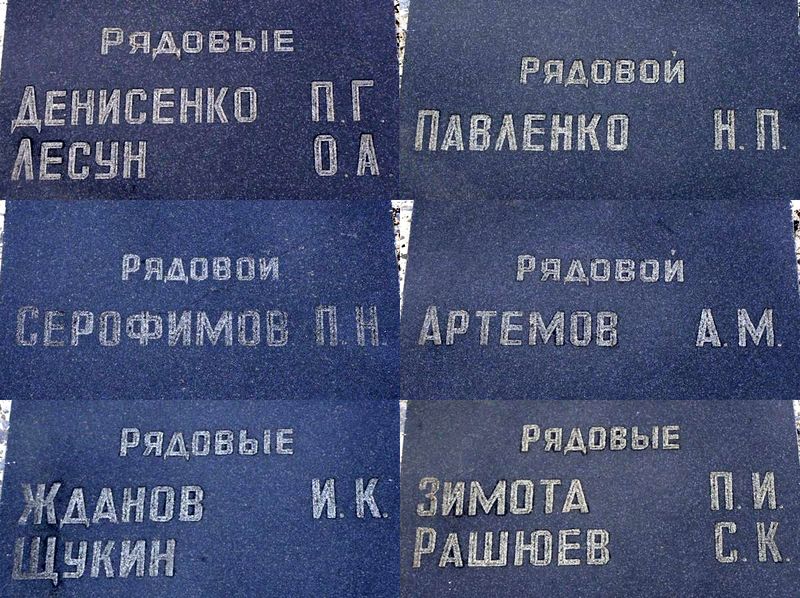 Рядовые
Денисенко П.Г
Лесун О.А
Рядовой
Павленко Н.П.
Рядовой
Серофимов П.Н.
Рядовой
Артемов А.М.
Рядовые
Жданов И.К.
Щукин
Рядовые
Зимота П.И.
Рашюев С.К.